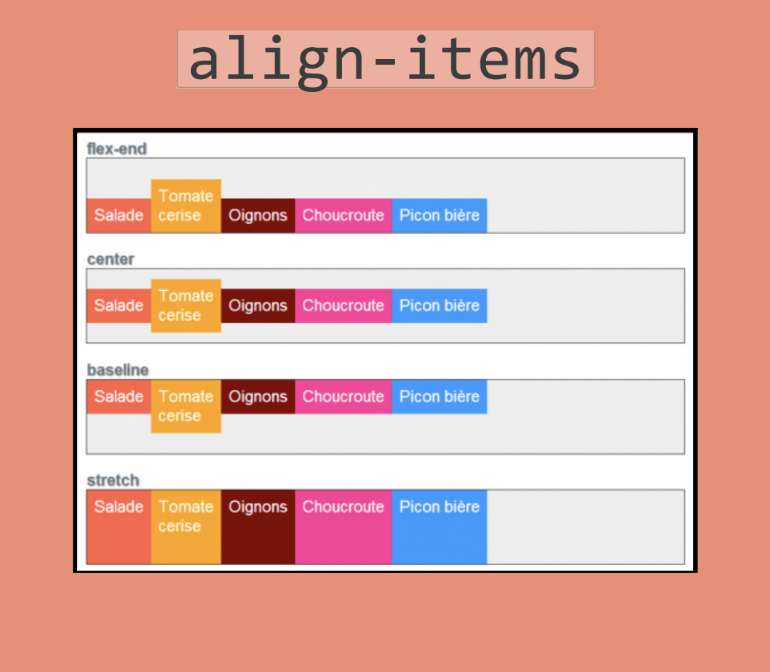 align-items
flex-end
Salade Tomate cerise Oignons Choucroute Picon bière
center
Salade Tomate cerise Oignons Choucroute Picon bière
baseline
Salade Tomate cerise Oignons Choucroute Picon bière
stretch
Salade Tomate cerise Oignons Choucroute Picon bière